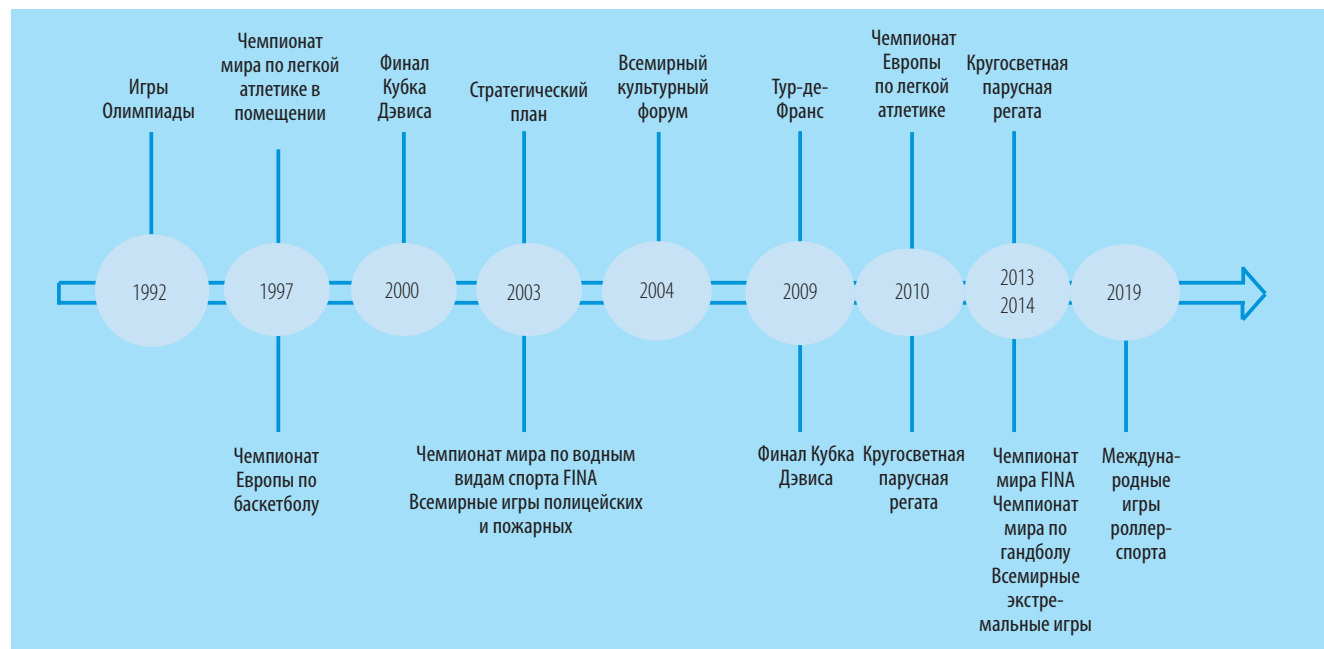 Игры
Олимпиады
Чемпионат
мира по легкой
атлетике в
помещении
Финал
Кубка
Дэвиса
Стратегический
план
Всемирный
культурный
форум
Тур-де-
Франс
Чемпионат
Европы
по легкой
атлетике
Кругосветная
парусная
регата
1992
1997
2000
2003
2004
2009
2010
2013
2014
2019
Чемпионат
Европы по
баскетболу
Чемпионат мира по водным
видам спорта FINA
Всемирные игры полицейских
и пожарных
Финал Кубка
Дэвиса
Кругосветная
парусная
регата
Чемпионат
мира FINA
Чемпионат
мира по
гандболу
Всемирные
экстре-
мальные игры
Междуна-
родные
игры
роллер-
спорта